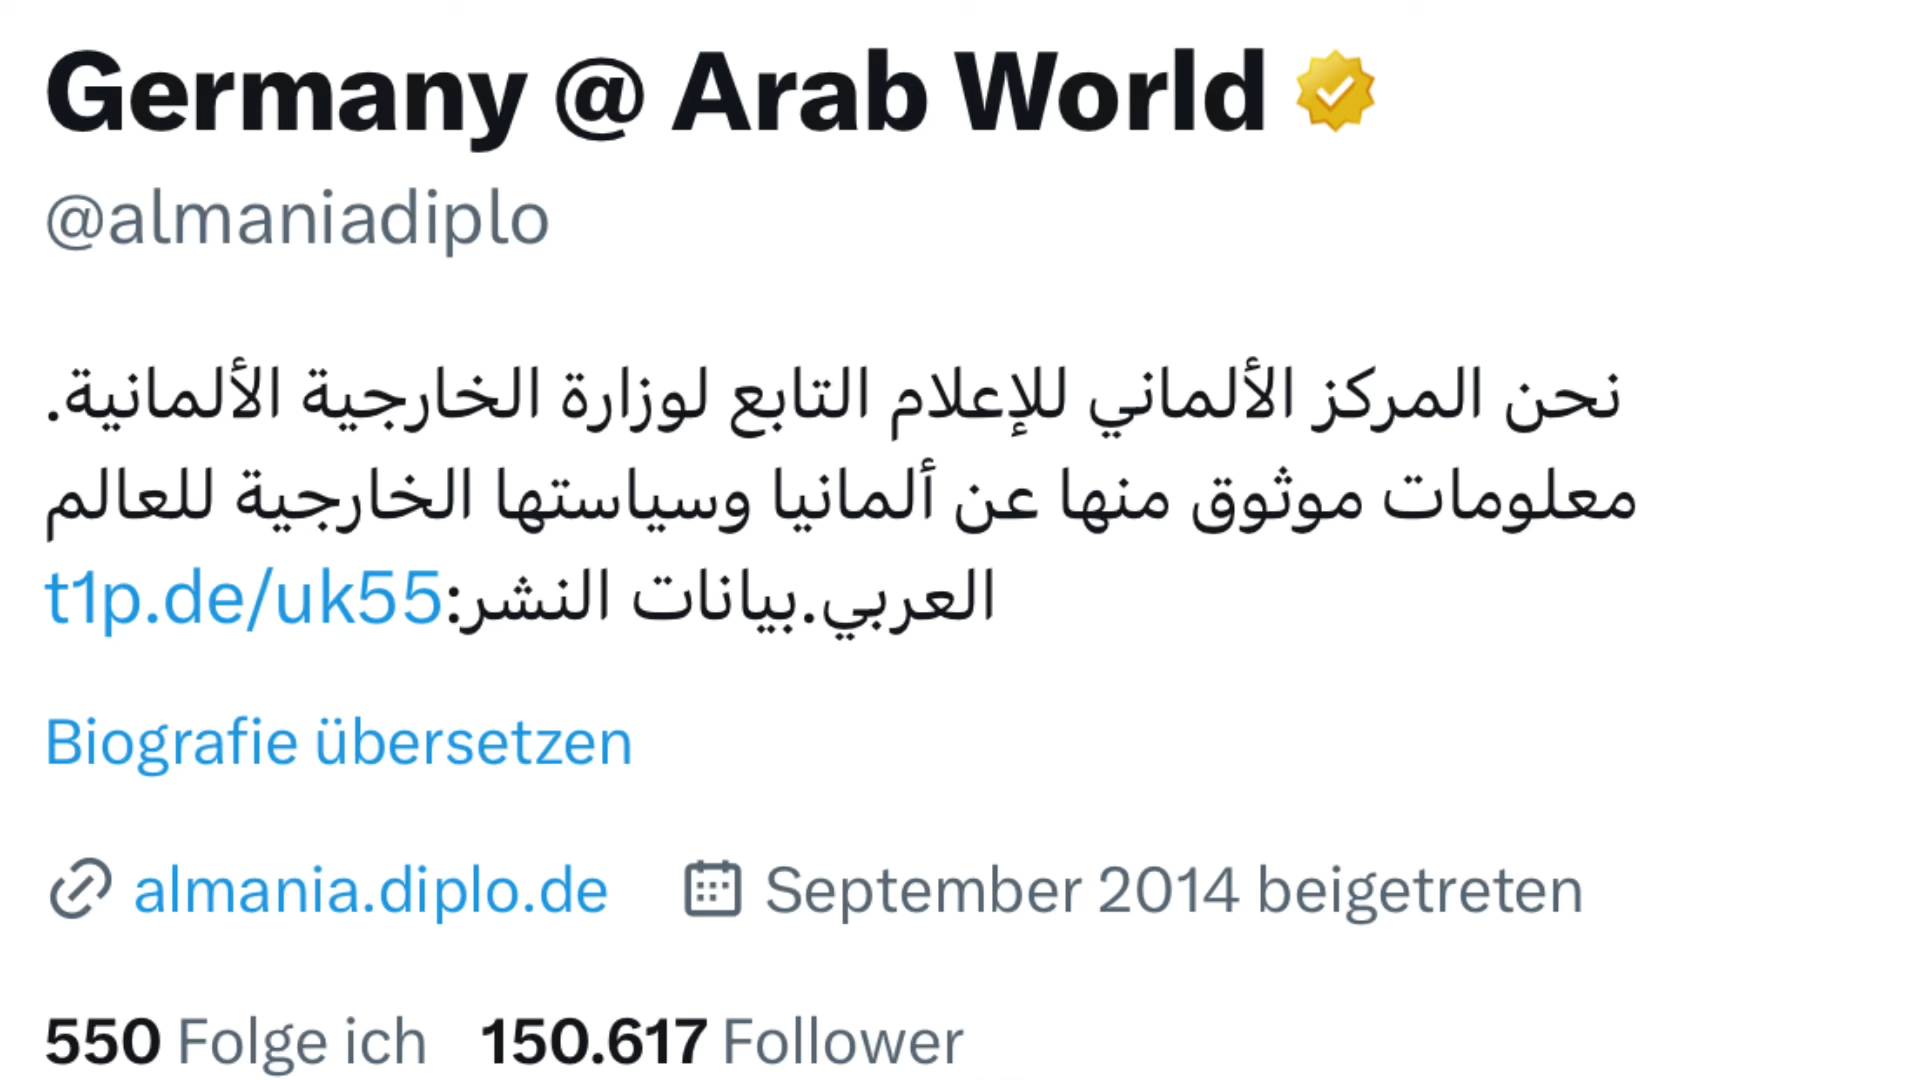 Germany @ Arab World
@almaniadiplo
نحن المركز الألماني للإعلام التابع لوزارة الخارجية الألمانية.
معلومات موثوق منها عن ألمانيا وسياستها الخارجية للعالم
العربي.بيانات النشر:t1p.de/uk55
Biografie übersetzen
almania.diplo.de September 2014 beigetreten
550 Folge ich 150.617 Follower